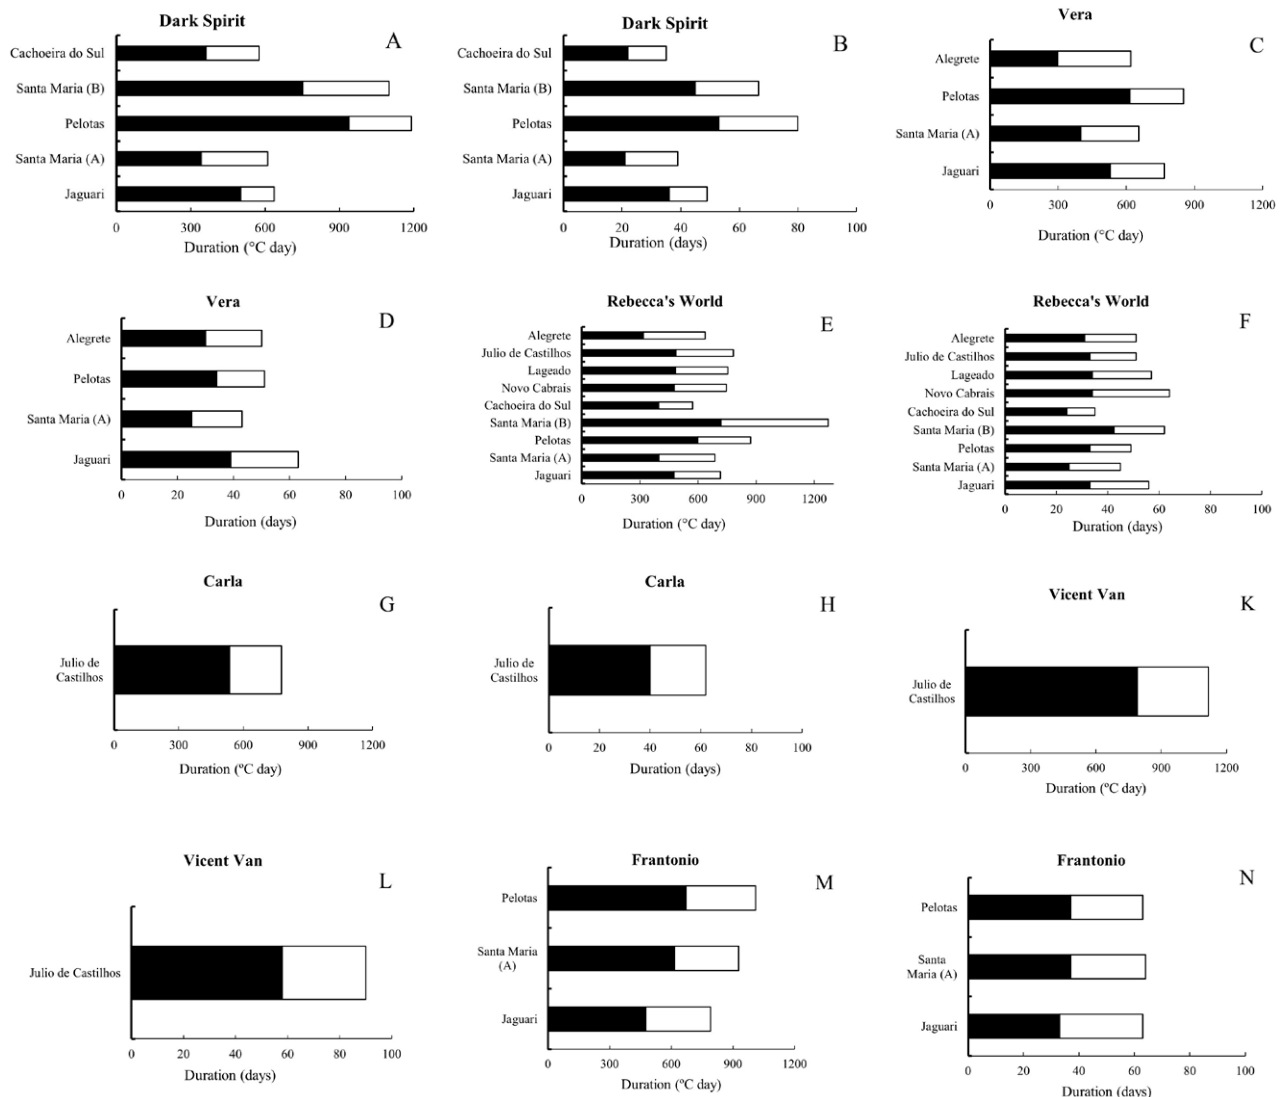 Dark Spirit
A
Cachoeira do Sul
Santa Maria (B)
Pelotas
Santa Maria (A)
Jaguari
0 300 600 900 1200
Duration (°C day)
Dark Spirit
B
Cachoeira do Sul
Santa Maria (B)
Pelotas
Santa Maria (A)
Jaguari
0 20 40 60 80 100
Duration (days)
Vera
C
Alegrete
Pelotas
Santa Maria (A)
Jaguari
0 300 600 900 1200
Duration (°C day)
Vera
D
Alegrete
Pelotas
Santa Maria (A)
Jaguari
0 20 40 60 80 100
Duration (days)
Rebecca's World
E
Alegrete
Julio de Castilhos
Lageado
Novo Cabrais
Cachoeira do Sul
Santa Maria (B)
Pelotas
Santa Maria (A)
Jaguari
0 300 600 900 1200
Duration (°C day)
Rebecca's World
F
Alegrete
Julio de Castilhos
Lageado
Novo Cabrais
Cachoeira do Sul
Santa Maria (B)
Pelotas
Santa Maria (A)
Jaguari
0 20 40 60 80 100
Duration (days)
Carla
G
Julio de
Castilhos
0 300 600 900 1200
Duration (ºC day)
Carla
H
Julio de
Castilhos
0 20 40 60 80 100
Duration (days)
Vicent Van
K
Julio de
Castilhos
0 300 600 900 1200
Duration (ºC day)
Vicent Van
L
Julio de Castilhos
0 20 40 60 80 100
Duration (days)
Frantonio
M
Pelotas
Santa Maria
(A)
Jaguari
0 300 600 900 1200
Duration (ºC day)
Frantonio
N
Pelotas
Santa
Maria (A)
Jaguari
0 20 40 60 80 100
Duration (days)